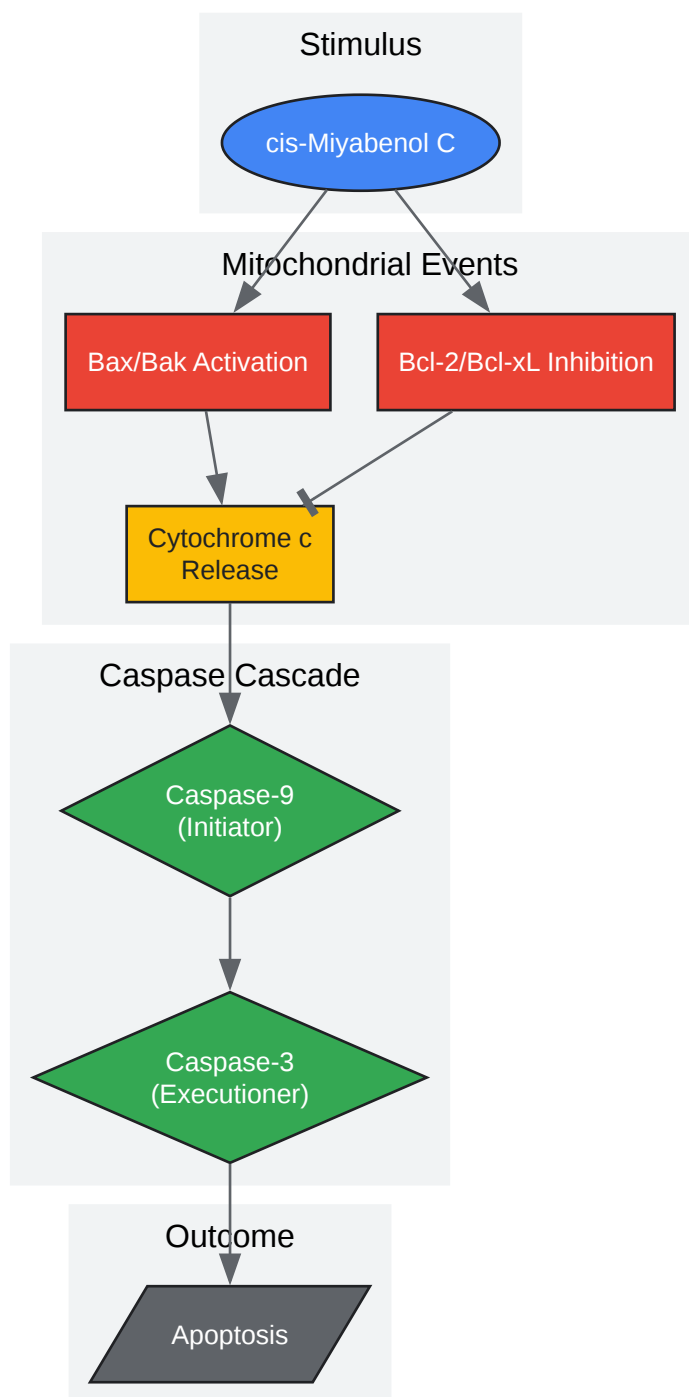 Stimulus
cis-Miyabenol C
Mitochondrial Events
Bax/Bak Activation
Bcl-2/Bcl-xL Inhibition
Cytochrome c
Release
Caspase Cascade
Caspase-9
(Initiator)
Caspase-3
(Executioner)
Outcome
Apoptosis